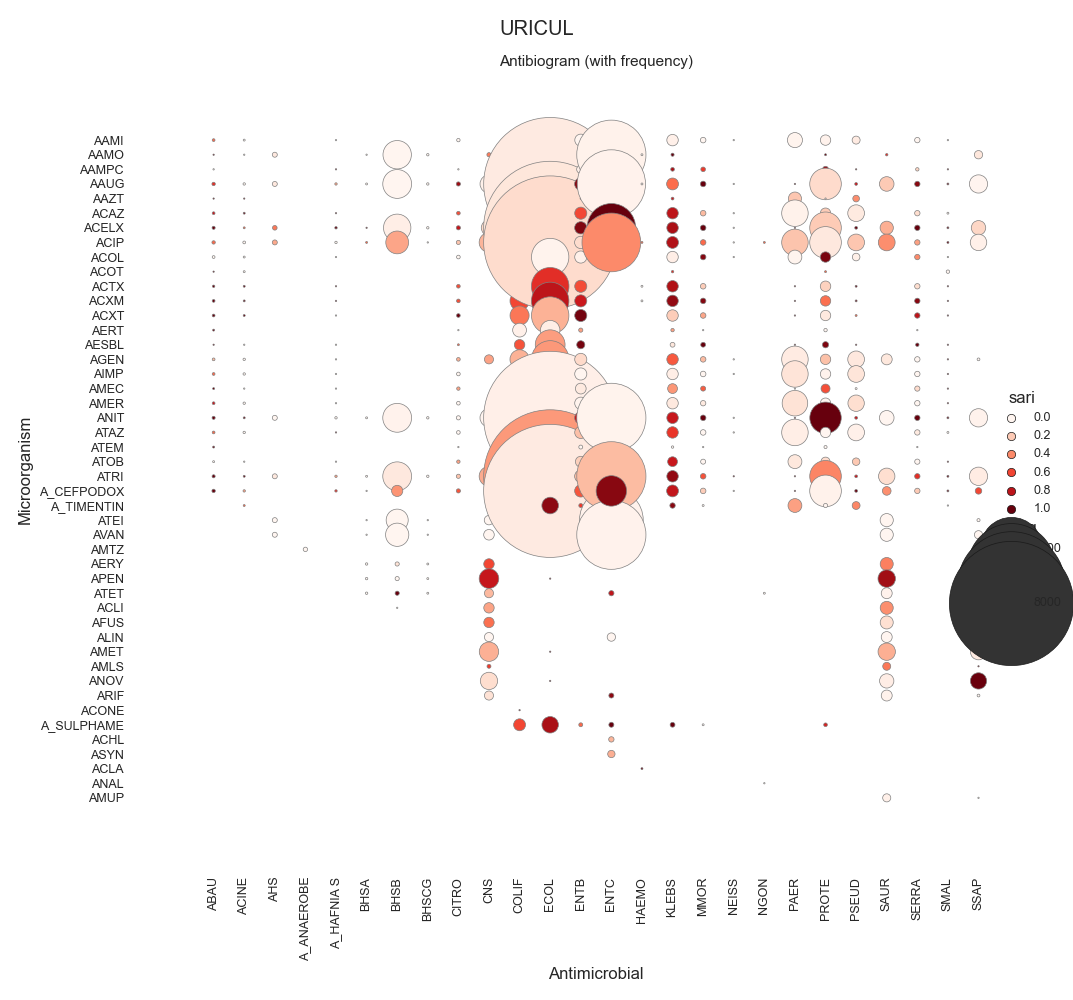 URICUL
Antibiogram (with frequency)
Microorganism
AAMI
AAMO
AAMPC
AAUG
AAZT
ACAZ
ACELX
ACIP
ACOL
ACOT
ACTX
ACXM
ACXT
AERT
AESBL
AGEN
AIMP
AMEC
AMER
ANIT
ATAZ
ATEM
ATOB
ATRI
A_CEFPODOX
A_TIMENTIN
ATEI
AVAN
AMTZ
AERY
APEN
ATET
ACLI
AFUS
ALIN
AMET
AMLS
ANOV
ARIF
ACONE
A_SULPHAME
ACHL
ASYN
ACLA
ANAL
AMUP
sari
0.0
0.2
0.4
0.6
0.8
1.0
8000
ABAU
ACINE
AHS
A_ANAEROBE
A_HAFNIA S
BHSA
BHSB
BHSCG
CITRO
CNS
COLIF
ECOL
ENTB
ENTC
HAEMO
KLEBS
MMOR
NEISS
NGON
PAER
PROTE
PSEUD
SAUR
SERRA
SMAL
SSAP
Antimicrobial